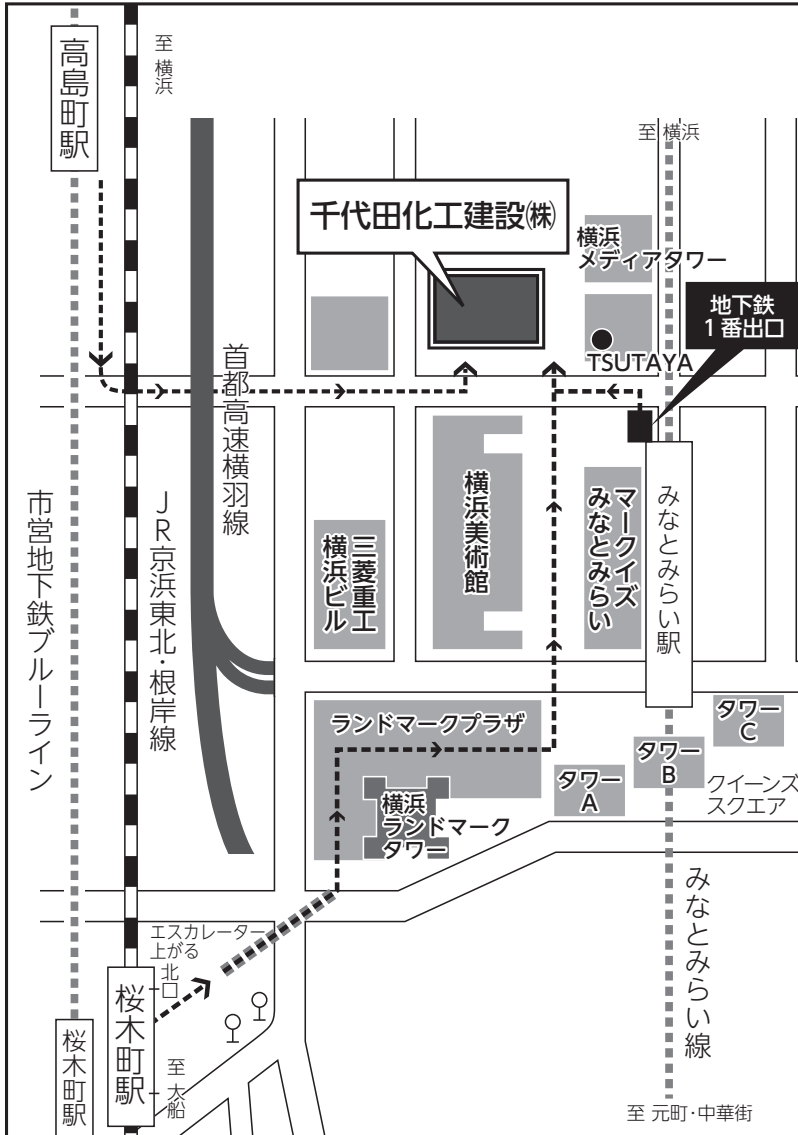 高島町駅
至 横浜
至 横浜
千代田化工建設㈱
横浜
メディアタワー
地下鉄
1番出口
TSUTAYA
首都高速横羽線
市営地下鉄ブルーライン
JR京浜東北・根岸線
三菱重工
横浜ビル
横浜美術館
マークイズ
みなとみらい
みなとみらい駅
ランドマークプラザ
横浜
ランドマーク
タワー
タワー
A
タワー
B
タワー
C
クイーンズ
スクエア
みなとみらい線
エスカレーター
上がる
北口
桜木町駅
桜木町駅
至 大船
至 元町・中華街